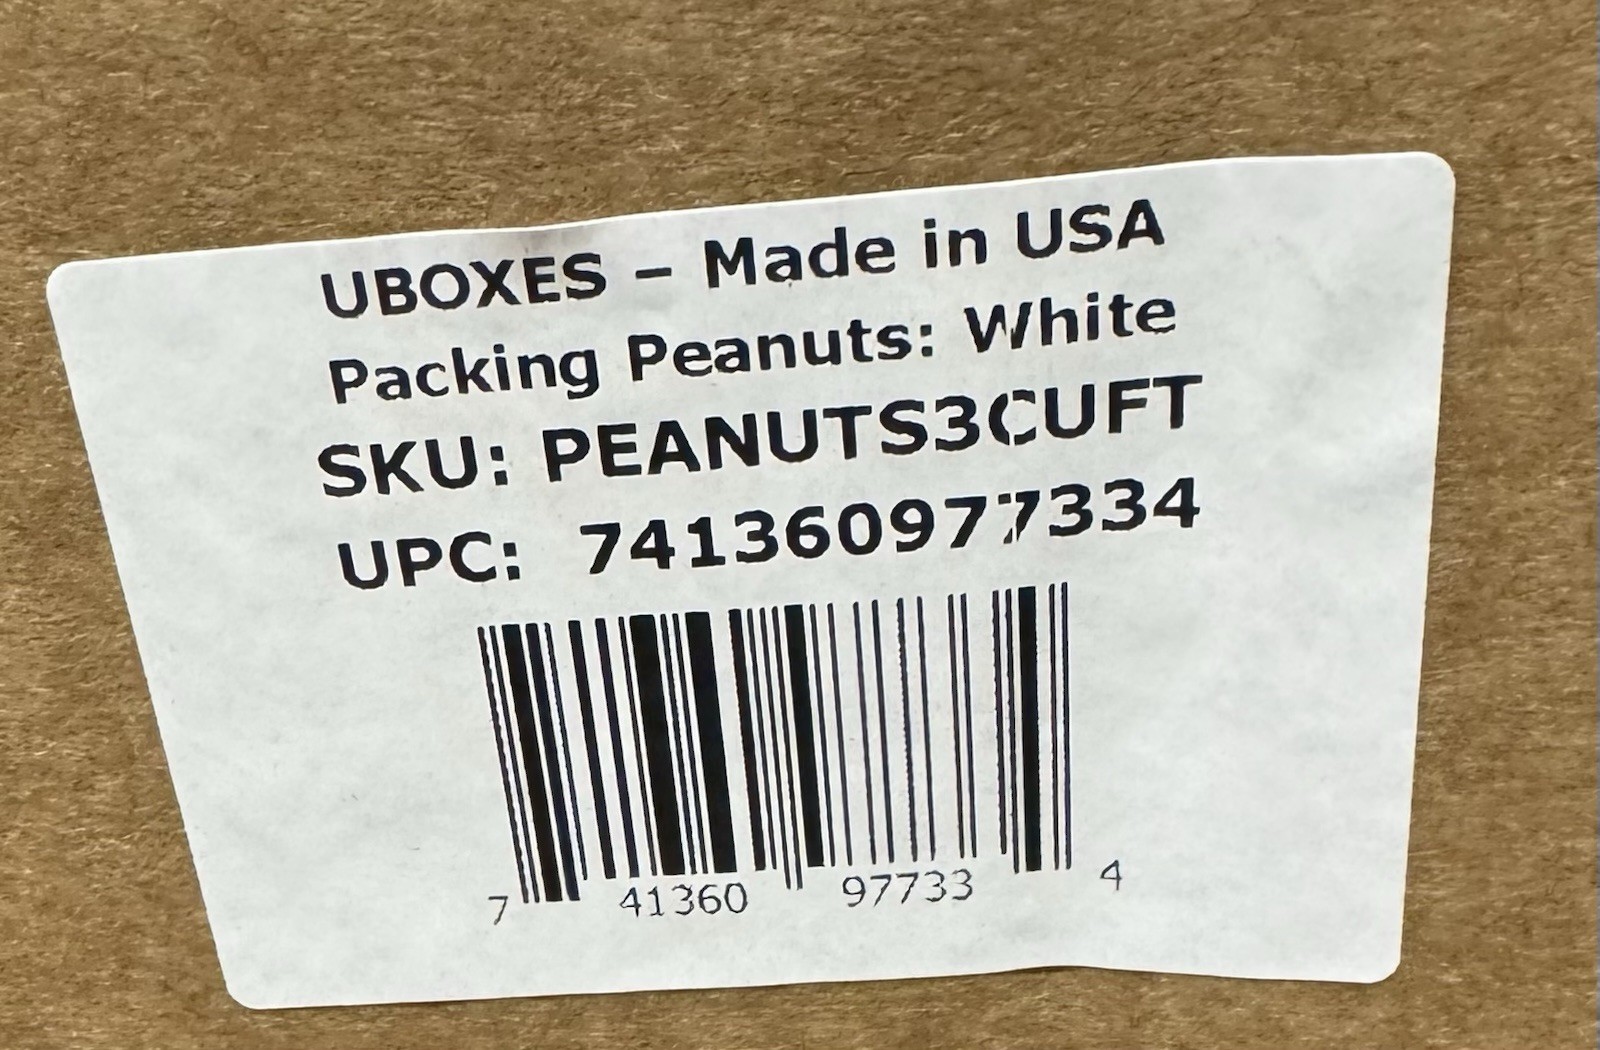 UBOXES – Made in USA
Packing Peanuts: White
SKU: PEANUTS3CUFT
UPC: 741360977334
7 41360 97733 4